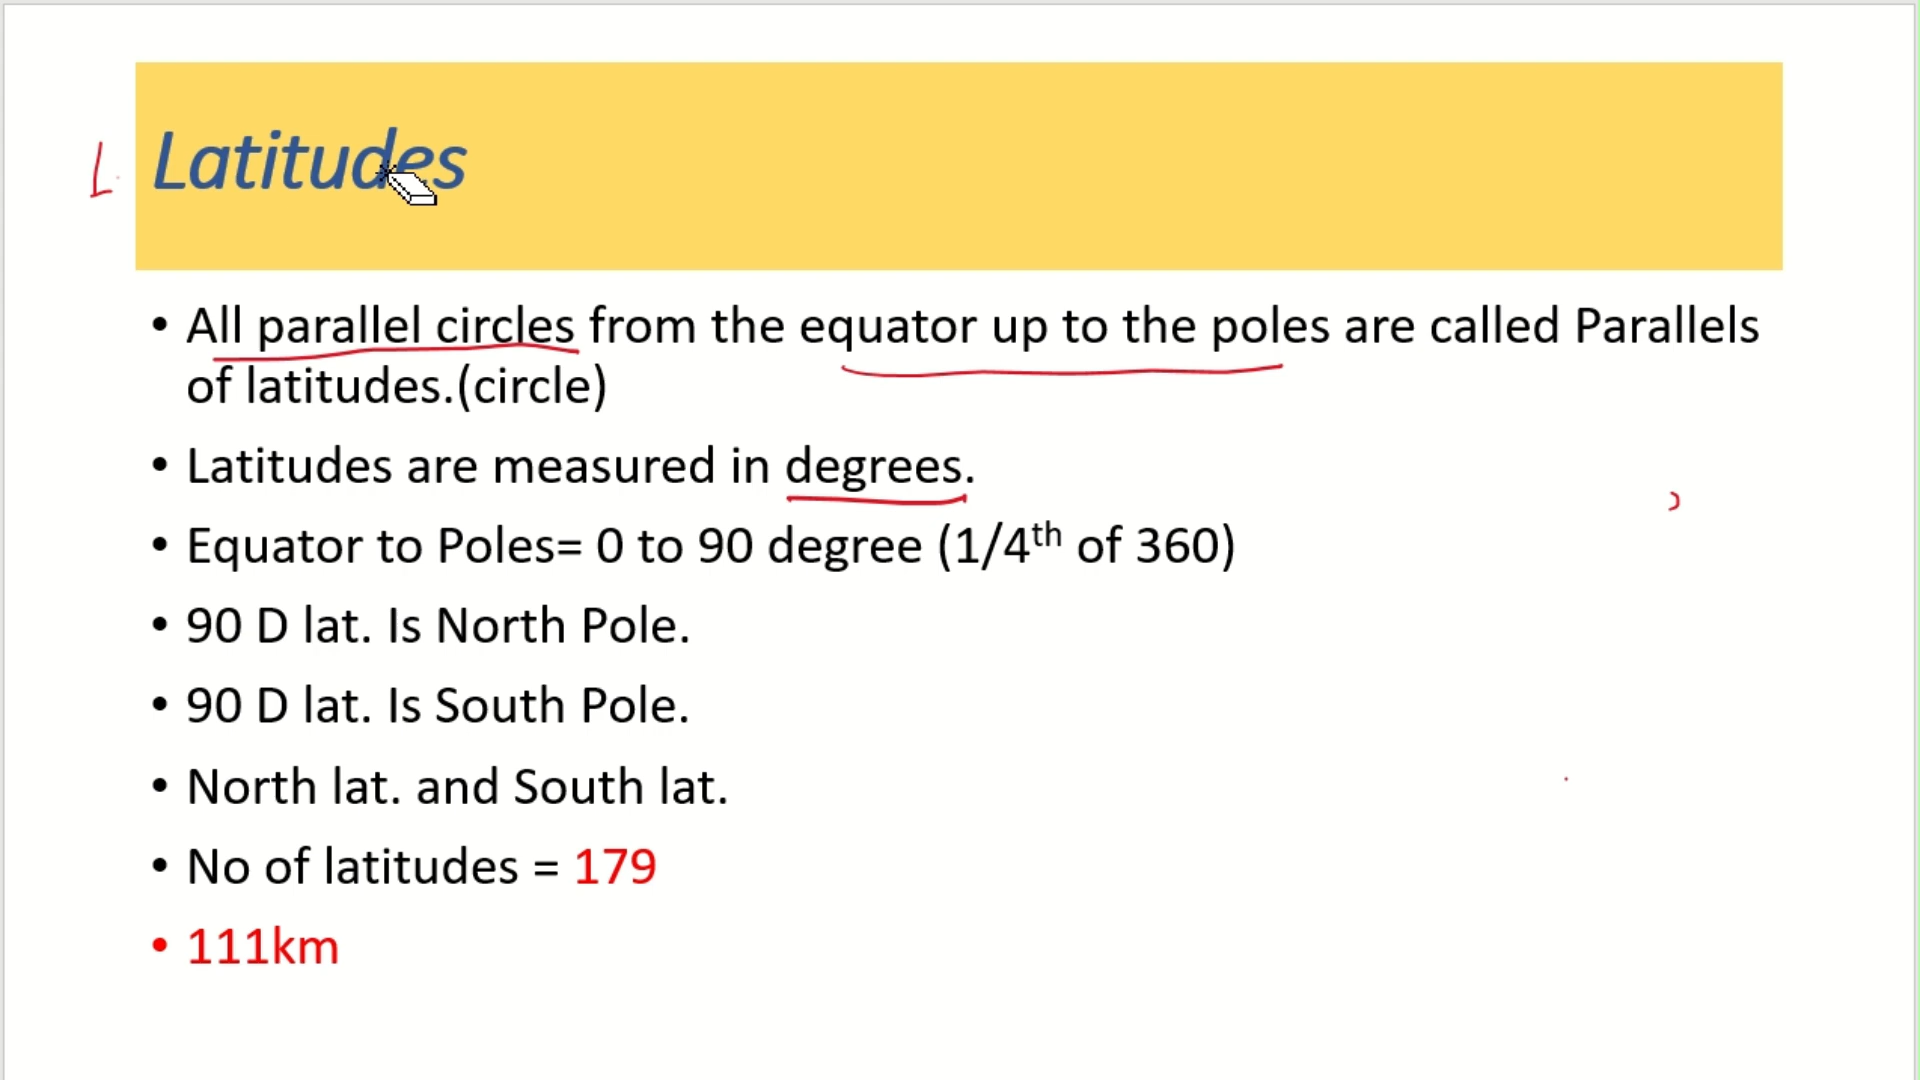 L
Latitudes
• All parallel circles from the equator up to the poles are called Parallels
of latitudes.(circle)
• Latitudes are measured in degrees.
• Equator to Poles= 0 to 90 degree (1/4th of 360)
• 90 D lat. Is North Pole.
• 90 D lat. Is South Pole.
• North lat. and South lat.
• No of latitudes = 179
• 111km